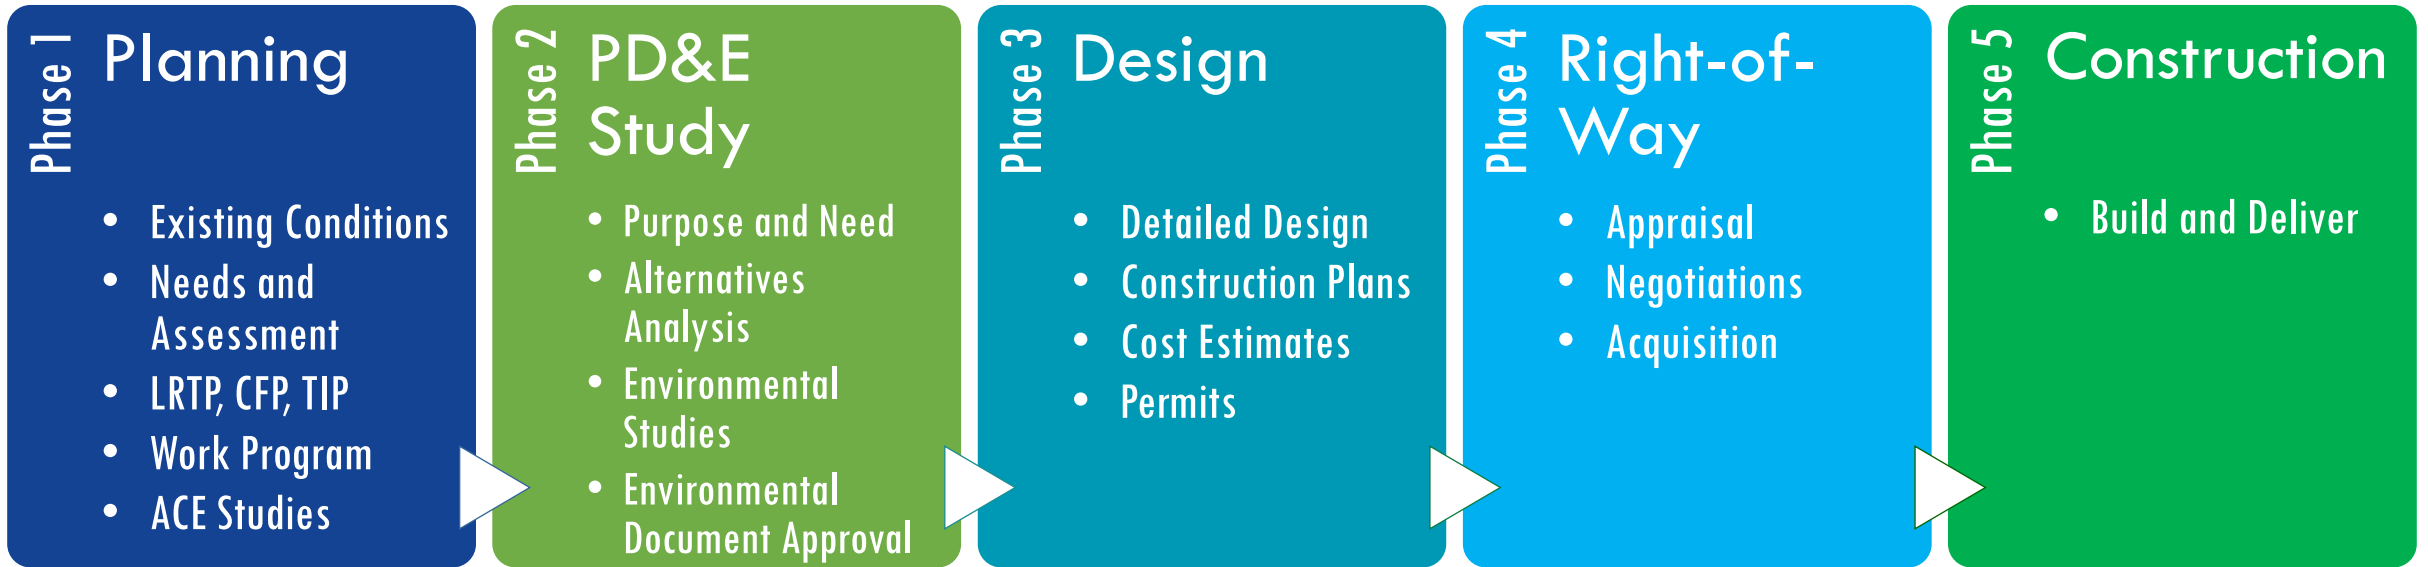 Phase 1
Planning
• Existing Conditions
• Needs and
Assessment
• LRTP, CFP, TIP
• Work Program
• ACE Studies
Phase 2
PD&E
Study
• Purpose and Need
• Alternatives
Analysis
• Environmental
Studies
• Environmental
Document Approval
Phase 3
Design
• Detailed Design
• Construction Plans
• Cost Estimates
• Permits
Phase 4
Right-of-
Way
• Appraisal
• Negotiations
• Acquisition
Phase 5
Construction
• Build and Deliver